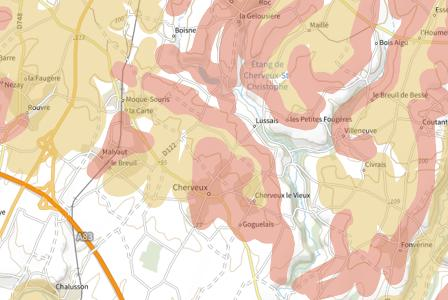 Roc
la Gelousière
D748
Boisne
Maillé
l'Houme
Bois Aigu
Barre
Étang de
Cherveux-St
Christophe
la Faugère
Nezay
Moque-Souris
la Carte
le Breuil de Bessé
Rouvre
Lussais
les Petites Fougères
Coutant
Villeneuve
D122
Malvaut
le Breuil
Civrais
Cherveux
Cherveux le Vieux
Goguelais
A83
Fonverine
Chalusson